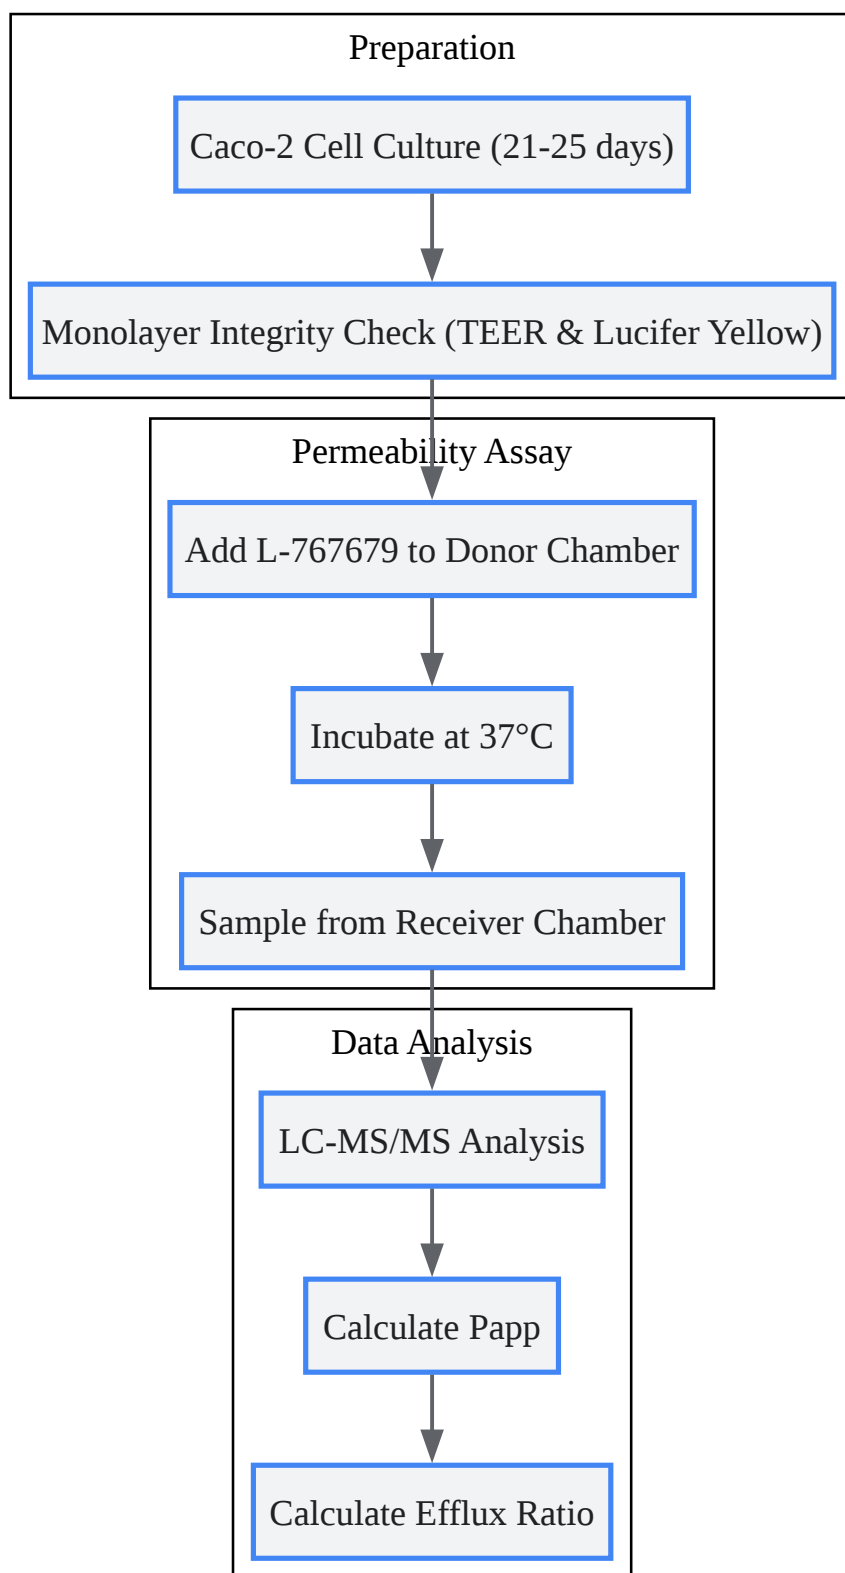 Preparation
Caco-2 Cell Culture (21-25 days)
Monolayer Integrity Check (TEER & Lucifer Yellow)
Permeability Assay
Add L-767679 to Donor Chamber
Incubate at 37°C
Sample from Receiver Chamber
Data Analysis
LC-MS/MS Analysis
Calculate Papp
Calculate Efflux Ratio